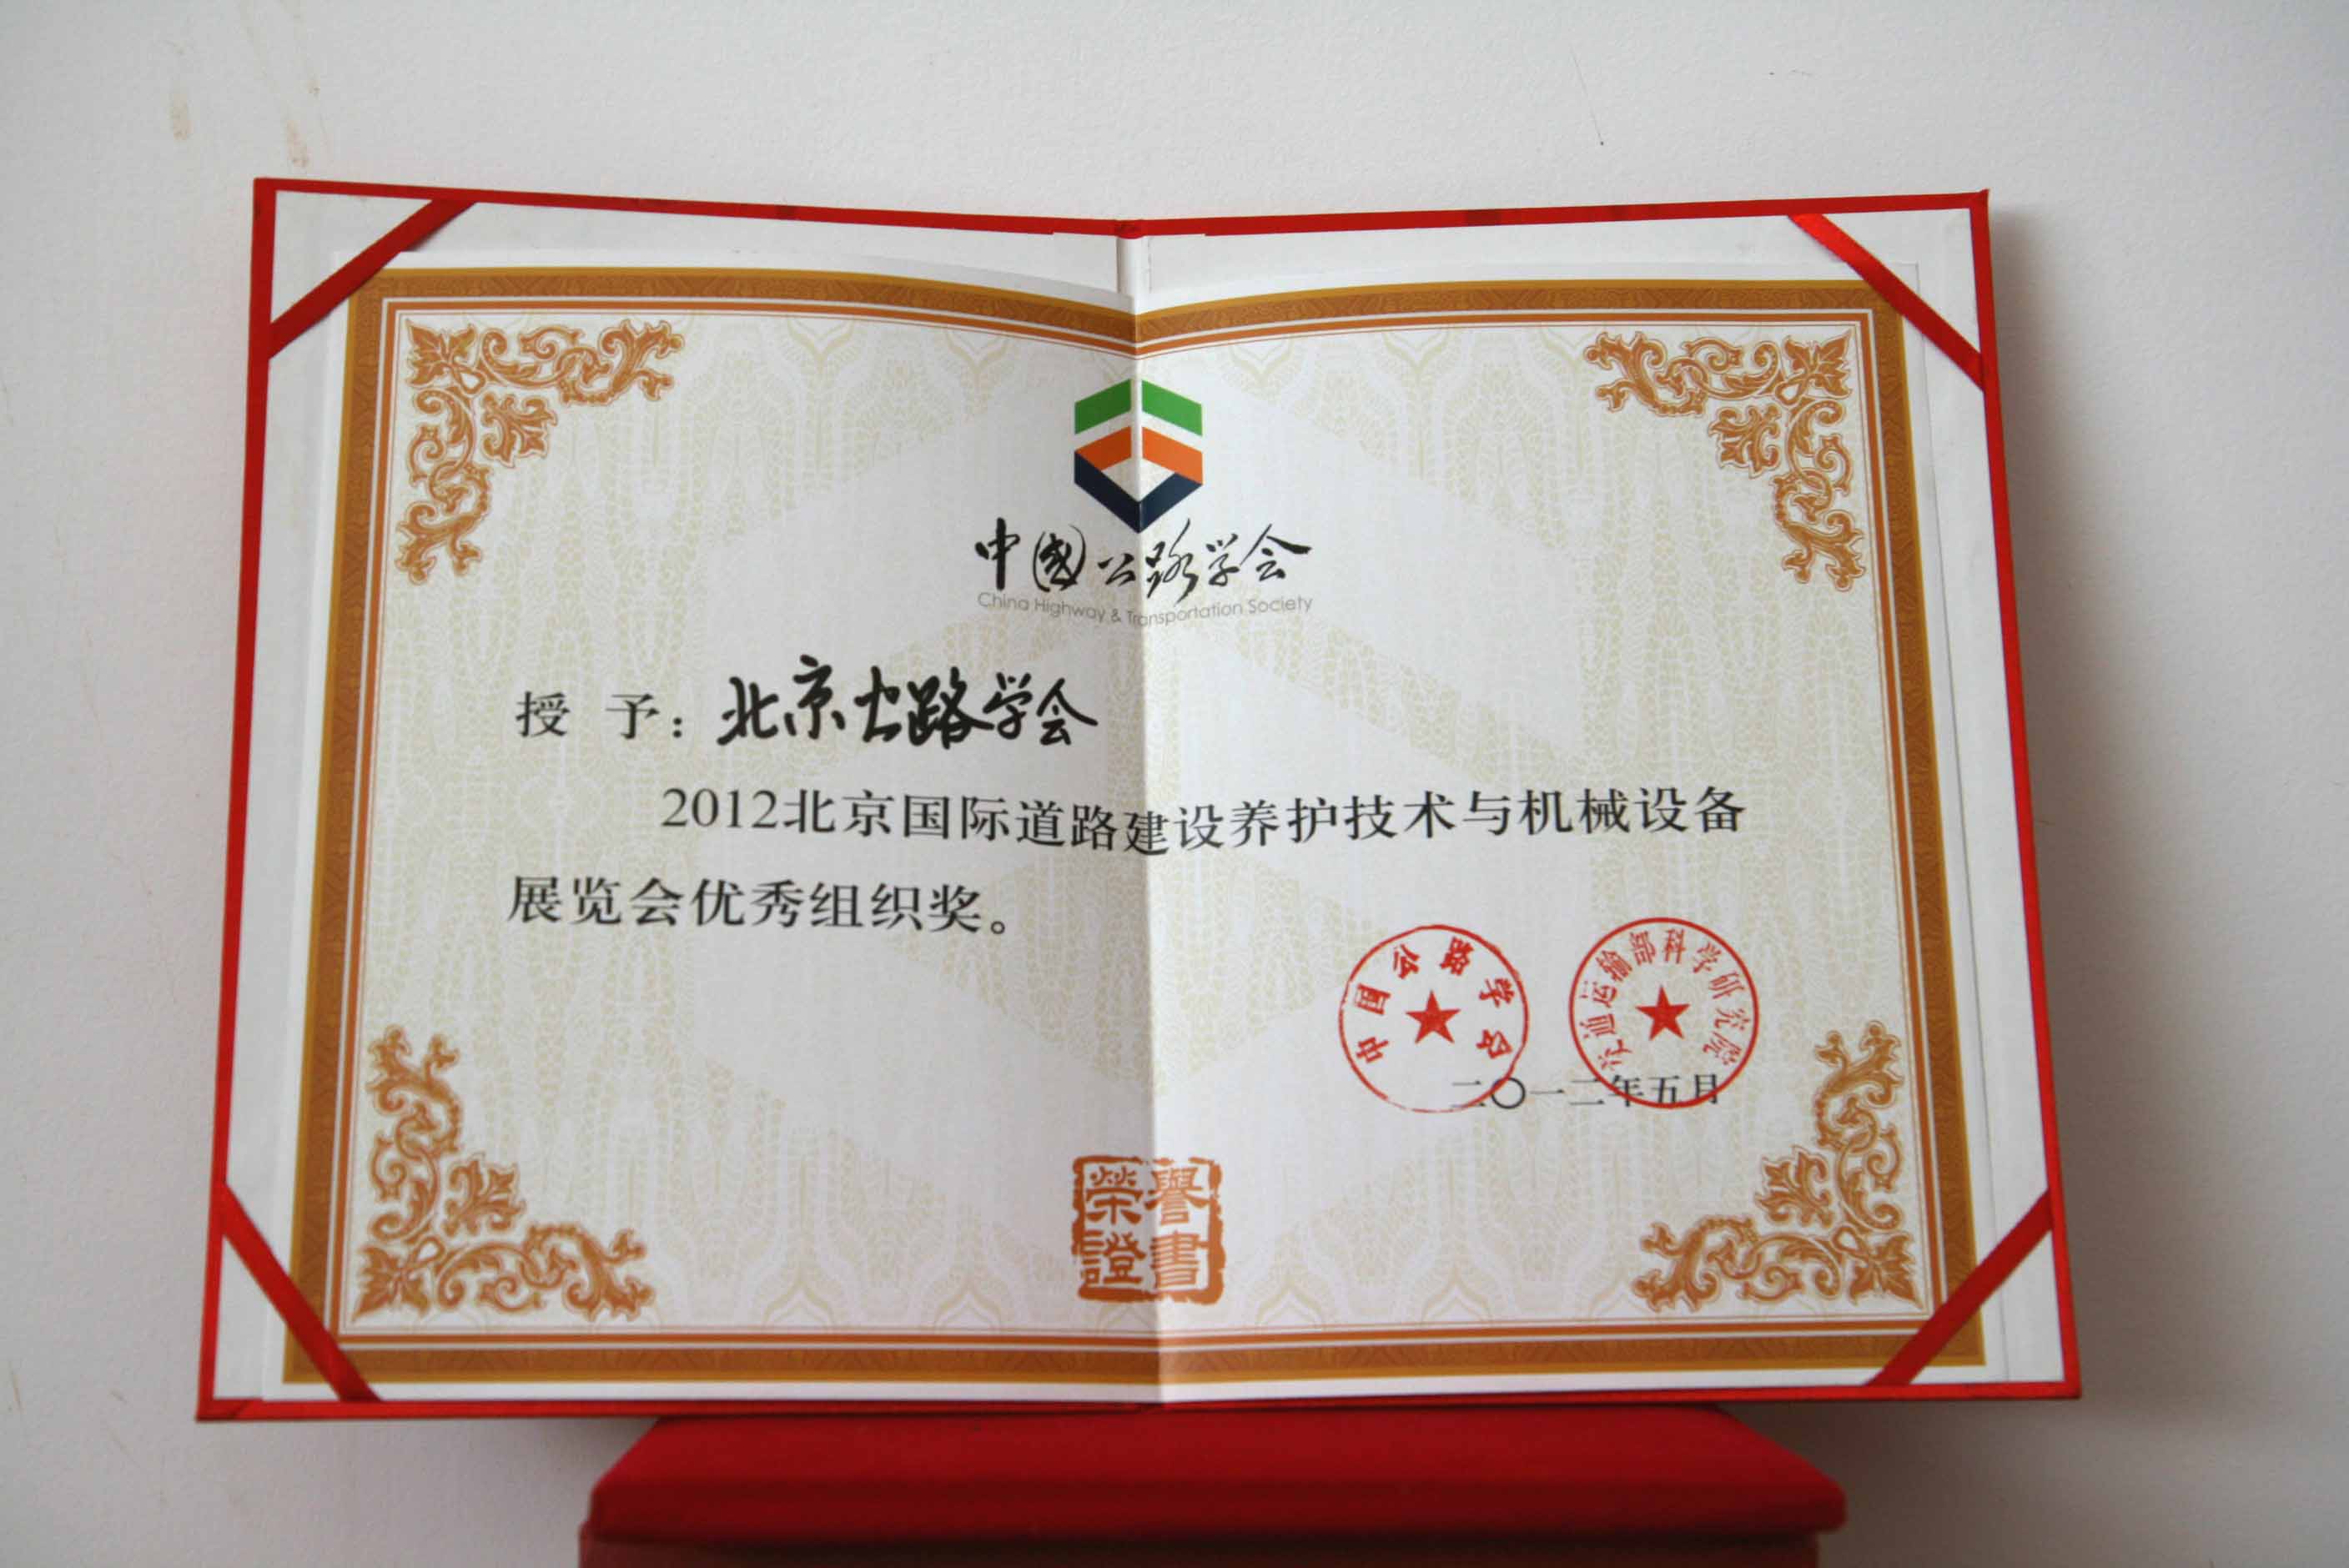 中國公路学会
China Highway & Transportation Society
授 予：北京公路学会
2012北京国际道路建设养护技术与机械设备
展览会优秀组织奖。
中国公路学会
交通运输部科学研究院
二〇一二年五月
榮譽
證書